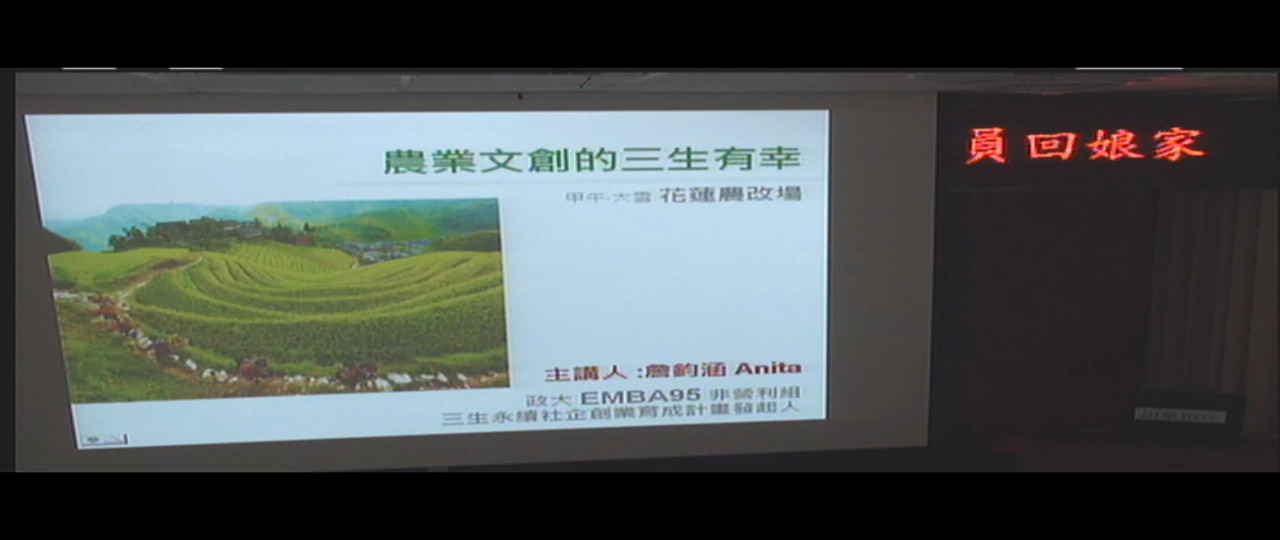 農業文創的三生有幸
甲午·大雪 花蓮農改場
主講人:詹鈞涵 Anita
政大 EMBA95 非營利組
三生永續社企創業育成計畫發起人
員回娘家